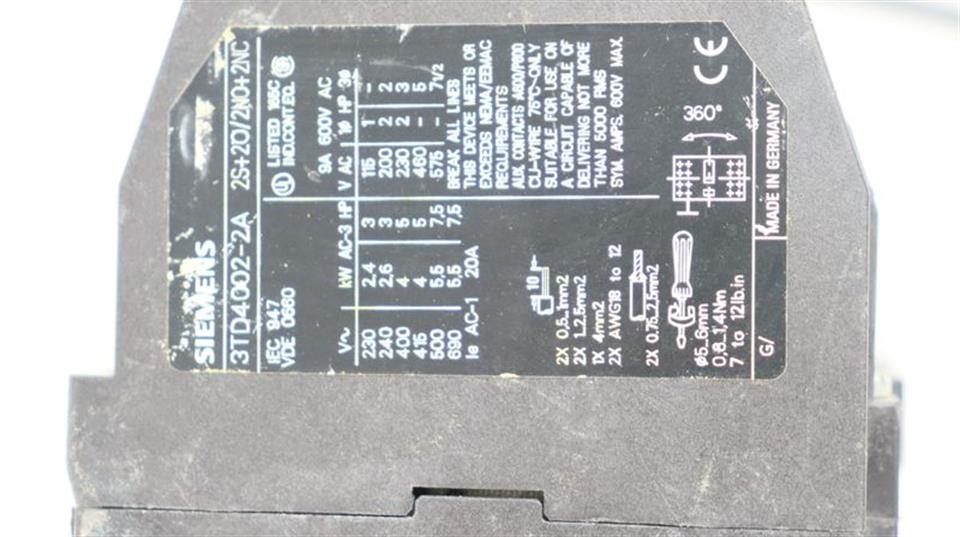 SIEMENS
3TD4002-2A 2S+2Ö/2NO+2NC
IEC 947
VDE 0660
V~ kW AC-3 HP
230 2,4 3
240 2,6 3
400 4 5
415 4 5
500 5,5 7,5
690 5,5 7,5
Ie AC-1 20A
UL LISTED 165C
IND.CONT.EQ.
9A 600V AC
V AC 1Ø HP 3Ø
115 1 -
200 2 2
230 2 3
460 - 5
575 - 7 1/2
BREAK ALL LINES
THIS DEVICE MEETS OR
EXCEEDS NEMA/EEMAC
REQUIREMENTS
AUX CONTACTS A600/P600
CU-WIRE 75°C-ONLY
SUITABLE FOR USE ON
A CIRCUIT CAPABLE OF
DELIVERING NOT MORE
THAN 5000 RMS
SYM. AMPS. 600V MAX.
10
2X 0,5..1mm2
2X 1..2,5mm2
1X 4mm2
2X AWG18 to 12
2X 0,75..2,5mm2
Ø5..6mm
0,8..1,4Nm
7 to 12lb.in
360°
CE
G/ MADE IN GERMANY